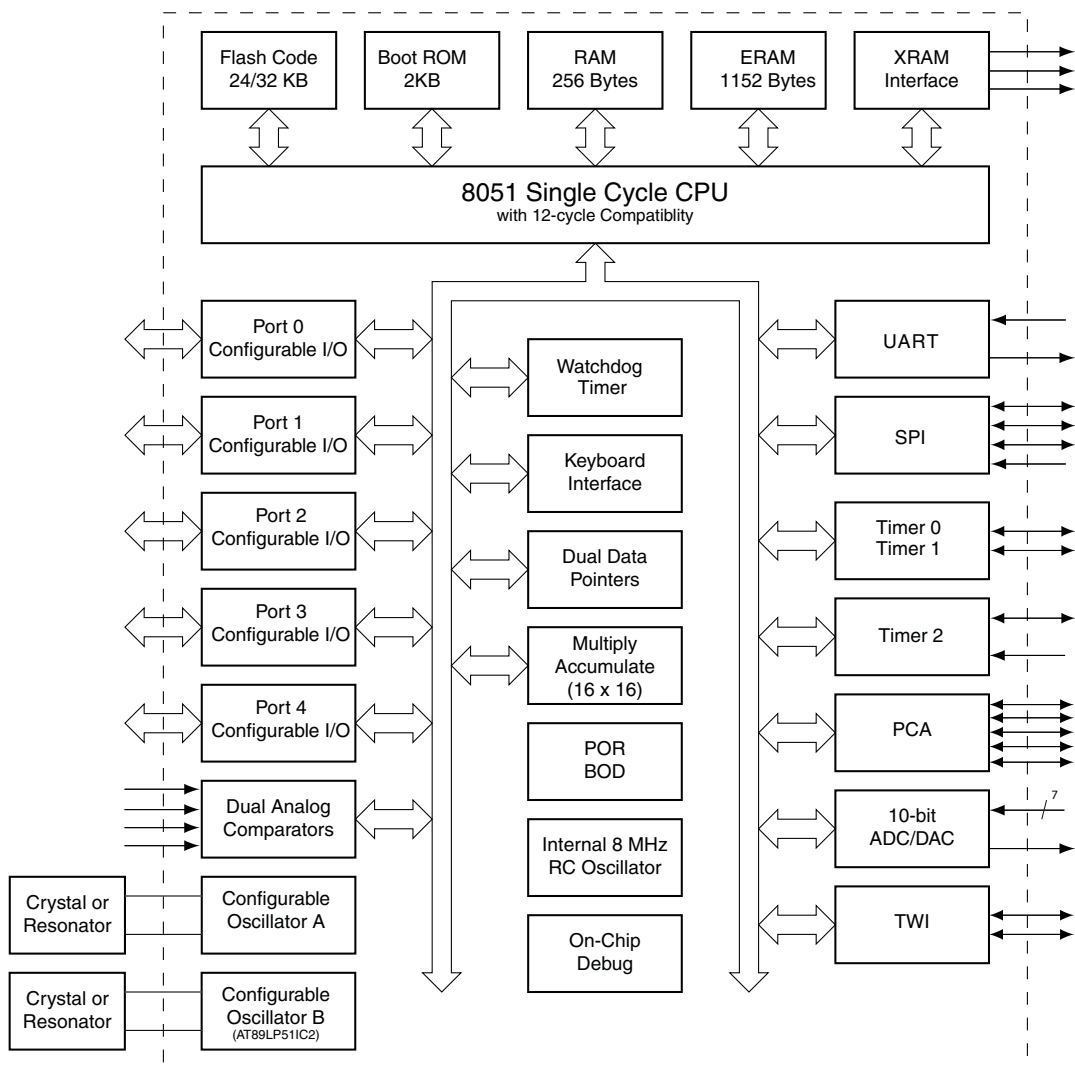 Flash Code
24/32 KB
Boot ROM
2KB
RAM
256 Bytes
ERAM
1152 Bytes
XRAM
Interface
8051 Single Cycle CPU
with 12-cycle Compatiblity
Port 0
Configurable I/O
Port 1
Configurable I/O
Port 2
Configurable I/O
Port 3
Configurable I/O
Port 4
Configurable I/O
Dual Analog
Comparators
Crystal or
Resonator
Configurable
Oscillator A
Crystal or
Resonator
Configurable
Oscillator B
(AT89LP51IC2)
Watchdog
Timer
Keyboard
Interface
Dual Data
Pointers
Multiply
Accumulate
(16 x 16)
POR
BOD
Internal 8 MHz
RC Oscillator
On-Chip
Debug
UART
SPI
Timer 0
Timer 1
Timer 2
PCA
10-bit
ADC/DAC
7
TWI